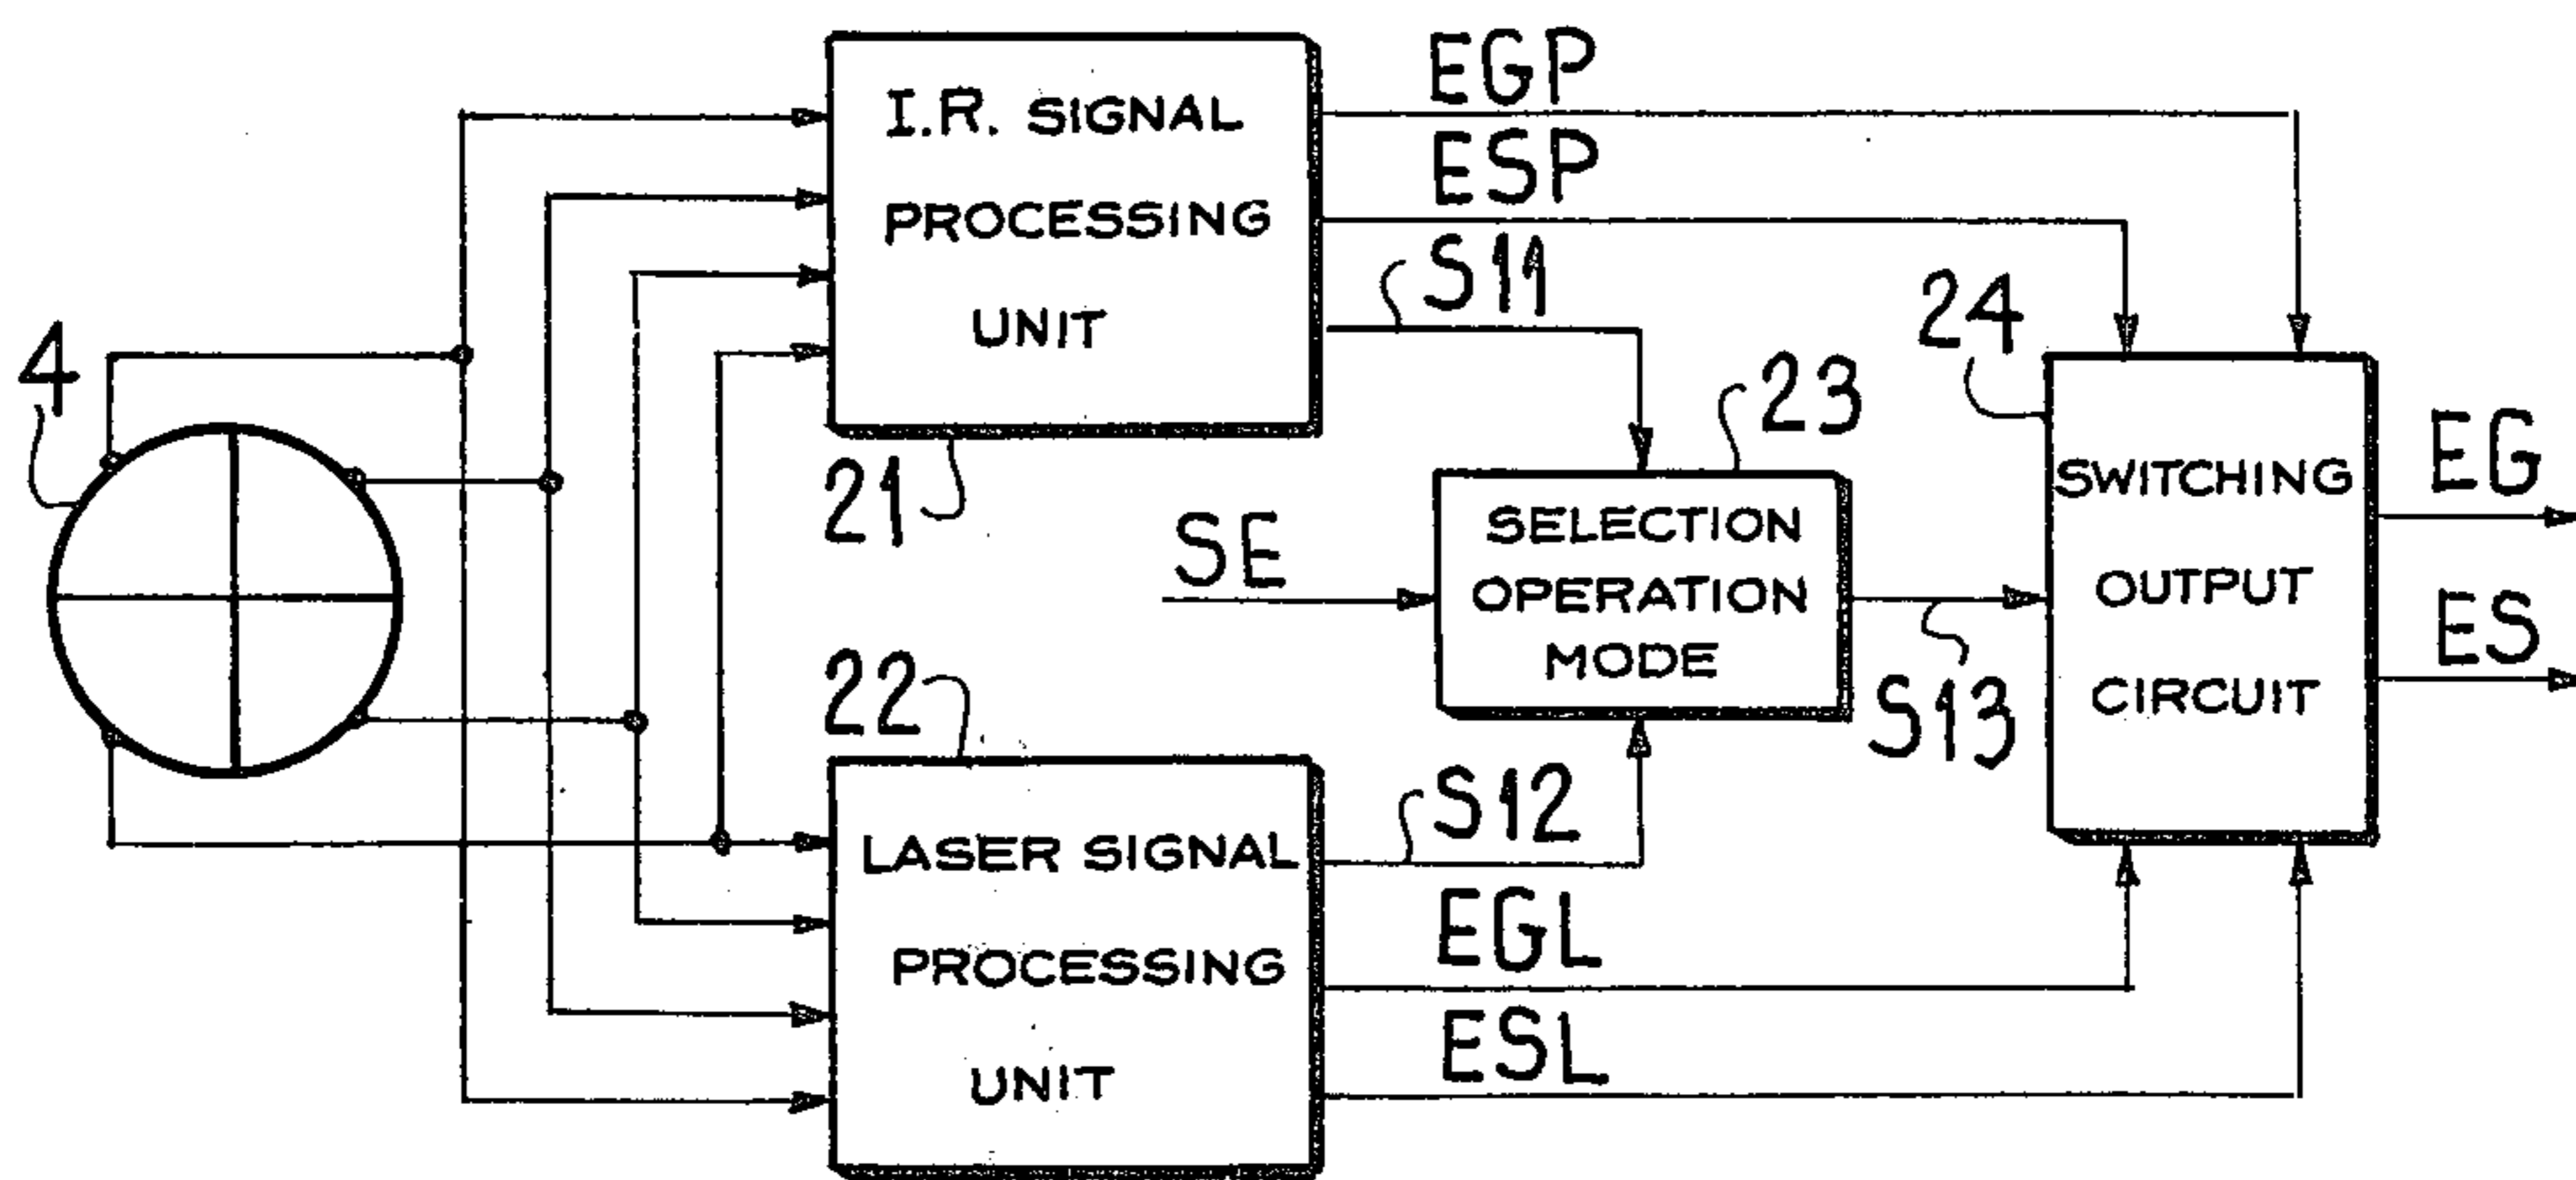 4
I.R. SIGNAL
PROCESSING
UNIT
21
EGP
ESP
S11
SE
23
SELECTION
OPERATION
MODE
24
SWITCHING
OUTPUT
CIRCUIT
EG
ES
S13
22
LASER SIGNAL
PROCESSING
UNIT
S12
EGL
ESL